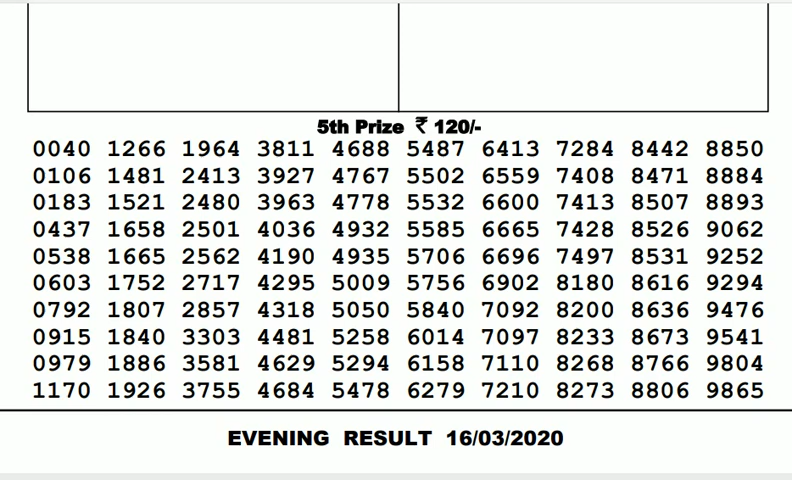 5th Prize ₹ 120/-
0040 1266 1964 3811 4688 5487 6413 7284 8442 8850
0106 1481 2413 3927 4767 5502 6559 7408 8471 8884
0183 1521 2480 3963 4778 5532 6600 7413 8507 8893
0437 1658 2501 4036 4932 5585 6665 7428 8526 9062
0538 1665 2562 4190 4935 5706 6696 7497 8531 9252
0603 1752 2717 4295 5009 5756 6902 8180 8616 9294
0792 1807 2857 4318 5050 5840 7092 8200 8636 9476
0915 1840 3303 4481 5258 6014 7097 8233 8673 9541
0979 1886 3581 4629 5294 6158 7110 8268 8766 9804
1170 1926 3755 4684 5478 6279 7210 8273 8806 9865
EVENING RESULT 16/03/2020